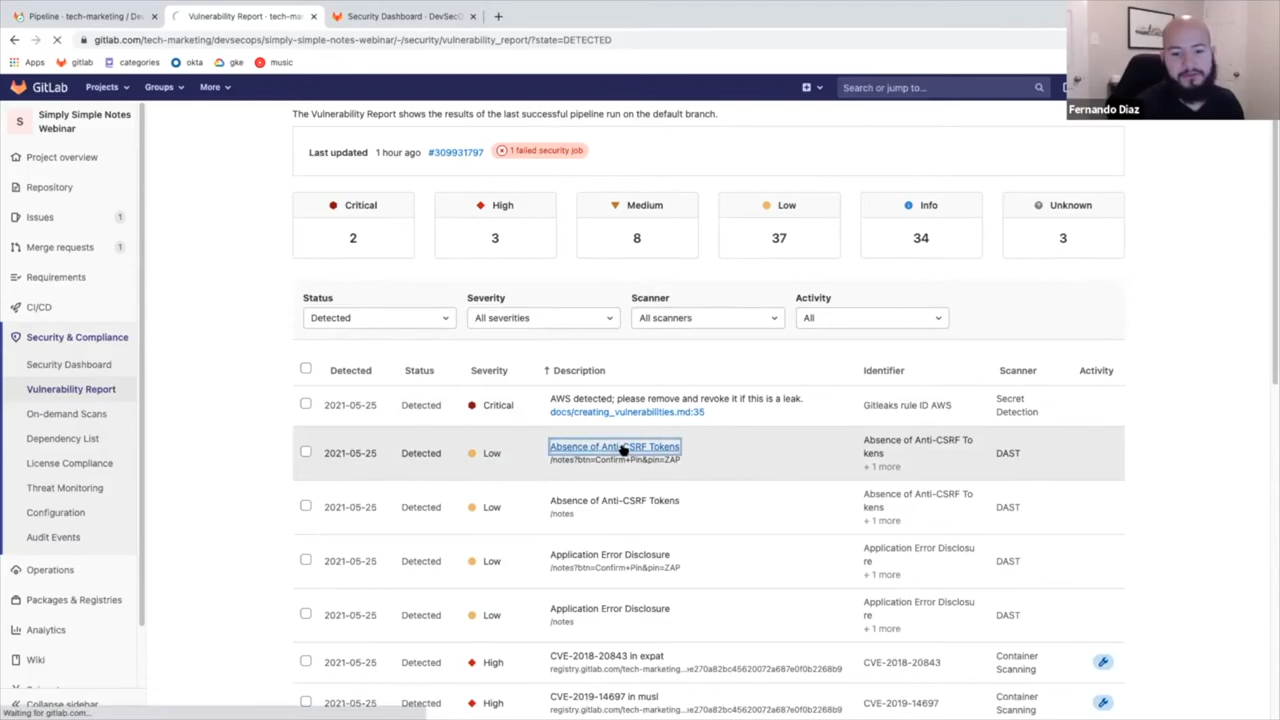 Pipeline · tech-marketing / Dev
Vulnerability Report · tech-mar
Security Dashboard · DevSecO
gitlab.com/tech-marketing/devsecops/simply-simple-notes-webinar/-/security/vulnerability_report/?state=DETECTED
Apps gitlab categories okta gke music
GitLab Projects Groups More Search or jump to...
Fernando Diaz
S Simply Simple Notes Webinar
Project overview
Repository
Issues 1
Merge requests 1
Requirements
CI/CD
Security & Compliance
Security Dashboard
Vulnerability Report
On-demand Scans
Dependency List
License Compliance
Threat Monitoring
Configuration
Audit Events
Operations
Packages & Registries
Analytics
Wiki
Collapse sidebar
Waiting for gitlab.com...
The Vulnerability Report shows the results of the last successful pipeline run on the default branch.
Last updated 1 hour ago #309931797 1 failed security job
Critical High Medium Low Info Unknown
2 3 8 37 34 3
Status Severity Scanner Activity
Detected All severities All scanners All
Detected Status Severity ↑ Description Identifier Scanner Activity
2021-05-25 Detected Critical AWS detected; please remove and revoke it if this is a leak. Gitleaks rule ID AWS Secret Detection
docs/creating_vulnerabilities.md:35
2021-05-25 Detected Low Absence of Anti-CSRF Tokens Absence of Anti-CSRF To
kens DAST
/notes?btn=Confirm+Pin&pin=ZAP
+ 1 more
2021-05-25 Detected Low Absence of Anti-CSRF Tokens Absence of Anti-CSRF To
kens DAST
/notes
+ 1 more
2021-05-25 Detected Low Application Error Disclosure Application Error Disclosu
re DAST
/notes?btn=Confirm+Pin&pin=ZAP
+ 1 more
2021-05-25 Detected Low Application Error Disclosure Application Error Disclosu
re DAST
/notes
+ 1 more
2021-05-25 Detected High CVE-2018-20843 in expat CVE-2018-20843 Container Scanning
registry.gitlab.com/tech-marketing...:e270a82bc45620072a687e0f0b2268b9
2021-05-25 Detected High CVE-2019-14697 in musl CVE-2019-14697 Container Scanning
registry.gitlab.com/tech-marketing...:e270a82bc45620072a687e0f0b2268b9